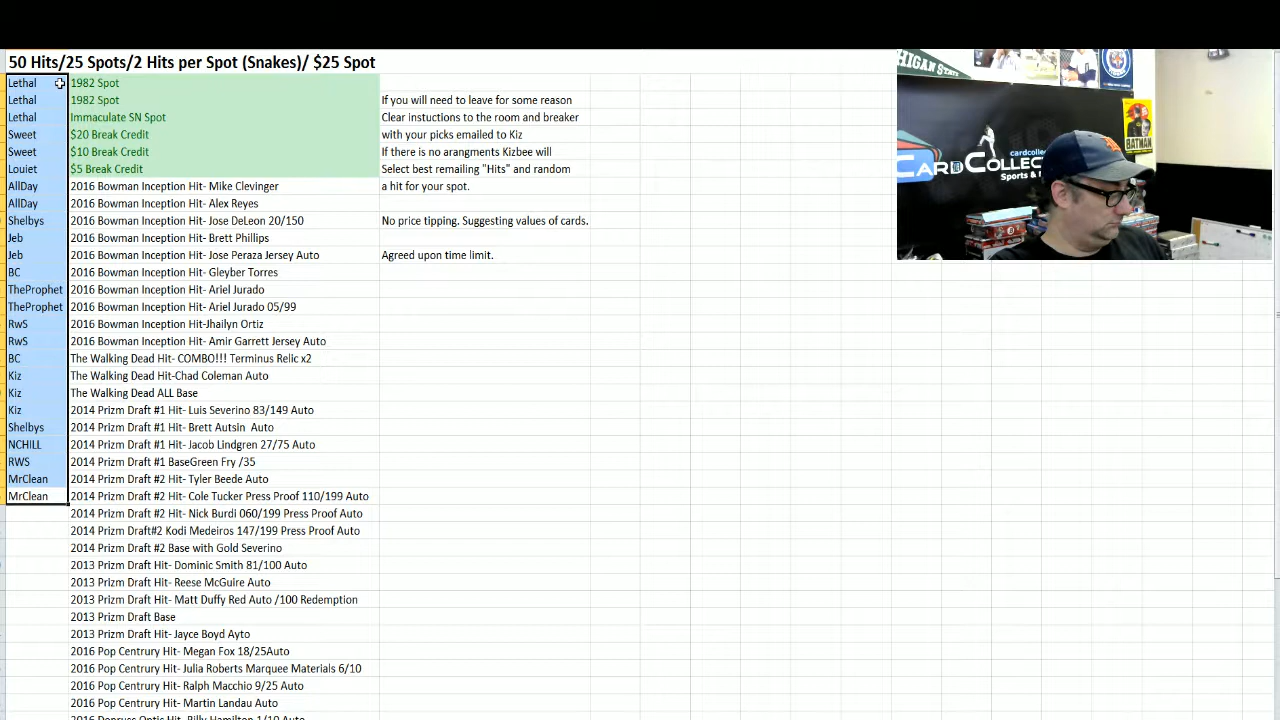 50 Hits/25 Spots/2 Hits per Spot (Snakes)/ $25 Spot
Lethal 1982 Spot
Lethal 1982 Spot If you will need to leave for some reason
Lethal Immaculate SN Spot Clear instuctions to the room and breaker
Sweet $20 Break Credit with your picks emailed to Kiz
Sweet $10 Break Credit If there is no arangments Kizbee will
Louiet $5 Break Credit Select best remailing "Hits" and random
AllDay 2016 Bowman Inception Hit- Mike Clevinger a hit for your spot.
AllDay 2016 Bowman Inception Hit- Alex Reyes
Shelbys 2016 Bowman Inception Hit- Jose DeLeon 20/150 No price tipping. Suggesting values of cards.
Jeb 2016 Bowman Inception Hit- Brett Phillips
Jeb 2016 Bowman Inception Hit- Jose Peraza Jersey Auto Agreed upon time limit.
BC 2016 Bowman Inception Hit- Gleyber Torres
TheProphet 2016 Bowman Inception Hit- Ariel Jurado
TheProphet 2016 Bowman Inception Hit- Ariel Jurado 05/99
RwS 2016 Bowman Inception Hit-Jhailyn Ortiz
RwS 2016 Bowman Inception Hit- Amir Garrett Jersey Auto
BC The Walking Dead Hit- COMBO!!! Terminus Relic x2
Kiz The Walking Dead Hit-Chad Coleman Auto
Kiz The Walking Dead ALL Base
Kiz 2014 Prizm Draft #1 Hit- Luis Severino 83/149 Auto
Shelbys 2014 Prizm Draft #1 Hit- Brett Autsin Auto
NCHILL 2014 Prizm Draft #1 Hit- Jacob Lindgren 27/75 Auto
RWS 2014 Prizm Draft #1 BaseGreen Fry /35
MrClean 2014 Prizm Draft #2 Hit- Tyler Beede Auto
MrClean 2014 Prizm Draft #2 Hit- Cole Tucker Press Proof 110/199 Auto
2014 Prizm Draft #2 Hit- Nick Burdi 060/199 Press Proof Auto
2014 Prizm Draft#2 Kodi Medeiros 147/199 Press Proof Auto
2014 Prizm Draft #2 Base with Gold Severino
2013 Prizm Draft Hit- Dominic Smith 81/100 Auto
2013 Prizm Draft Hit- Reese McGuire Auto
2013 Prizm Draft Hit- Matt Duffy Red Auto /100 Redemption
2013 Prizm Draft Base
2013 Prizm Draft Hit- Jayce Boyd Ayto
2016 Pop Centrury Hit- Megan Fox 18/25Auto
2016 Pop Centrury Hit- Julia Roberts Marquee Materials 6/10
2016 Pop Centrury Hit- Ralph Macchio 9/25 Auto
2016 Pop Centrury Hit- Martin Landau Auto
2016 Donruss Optic Hit- Billy Hamilton 1/10 Auto
HIGAN STATE
BATMAN
cardcollec
CARDCOLLEC
Sports &